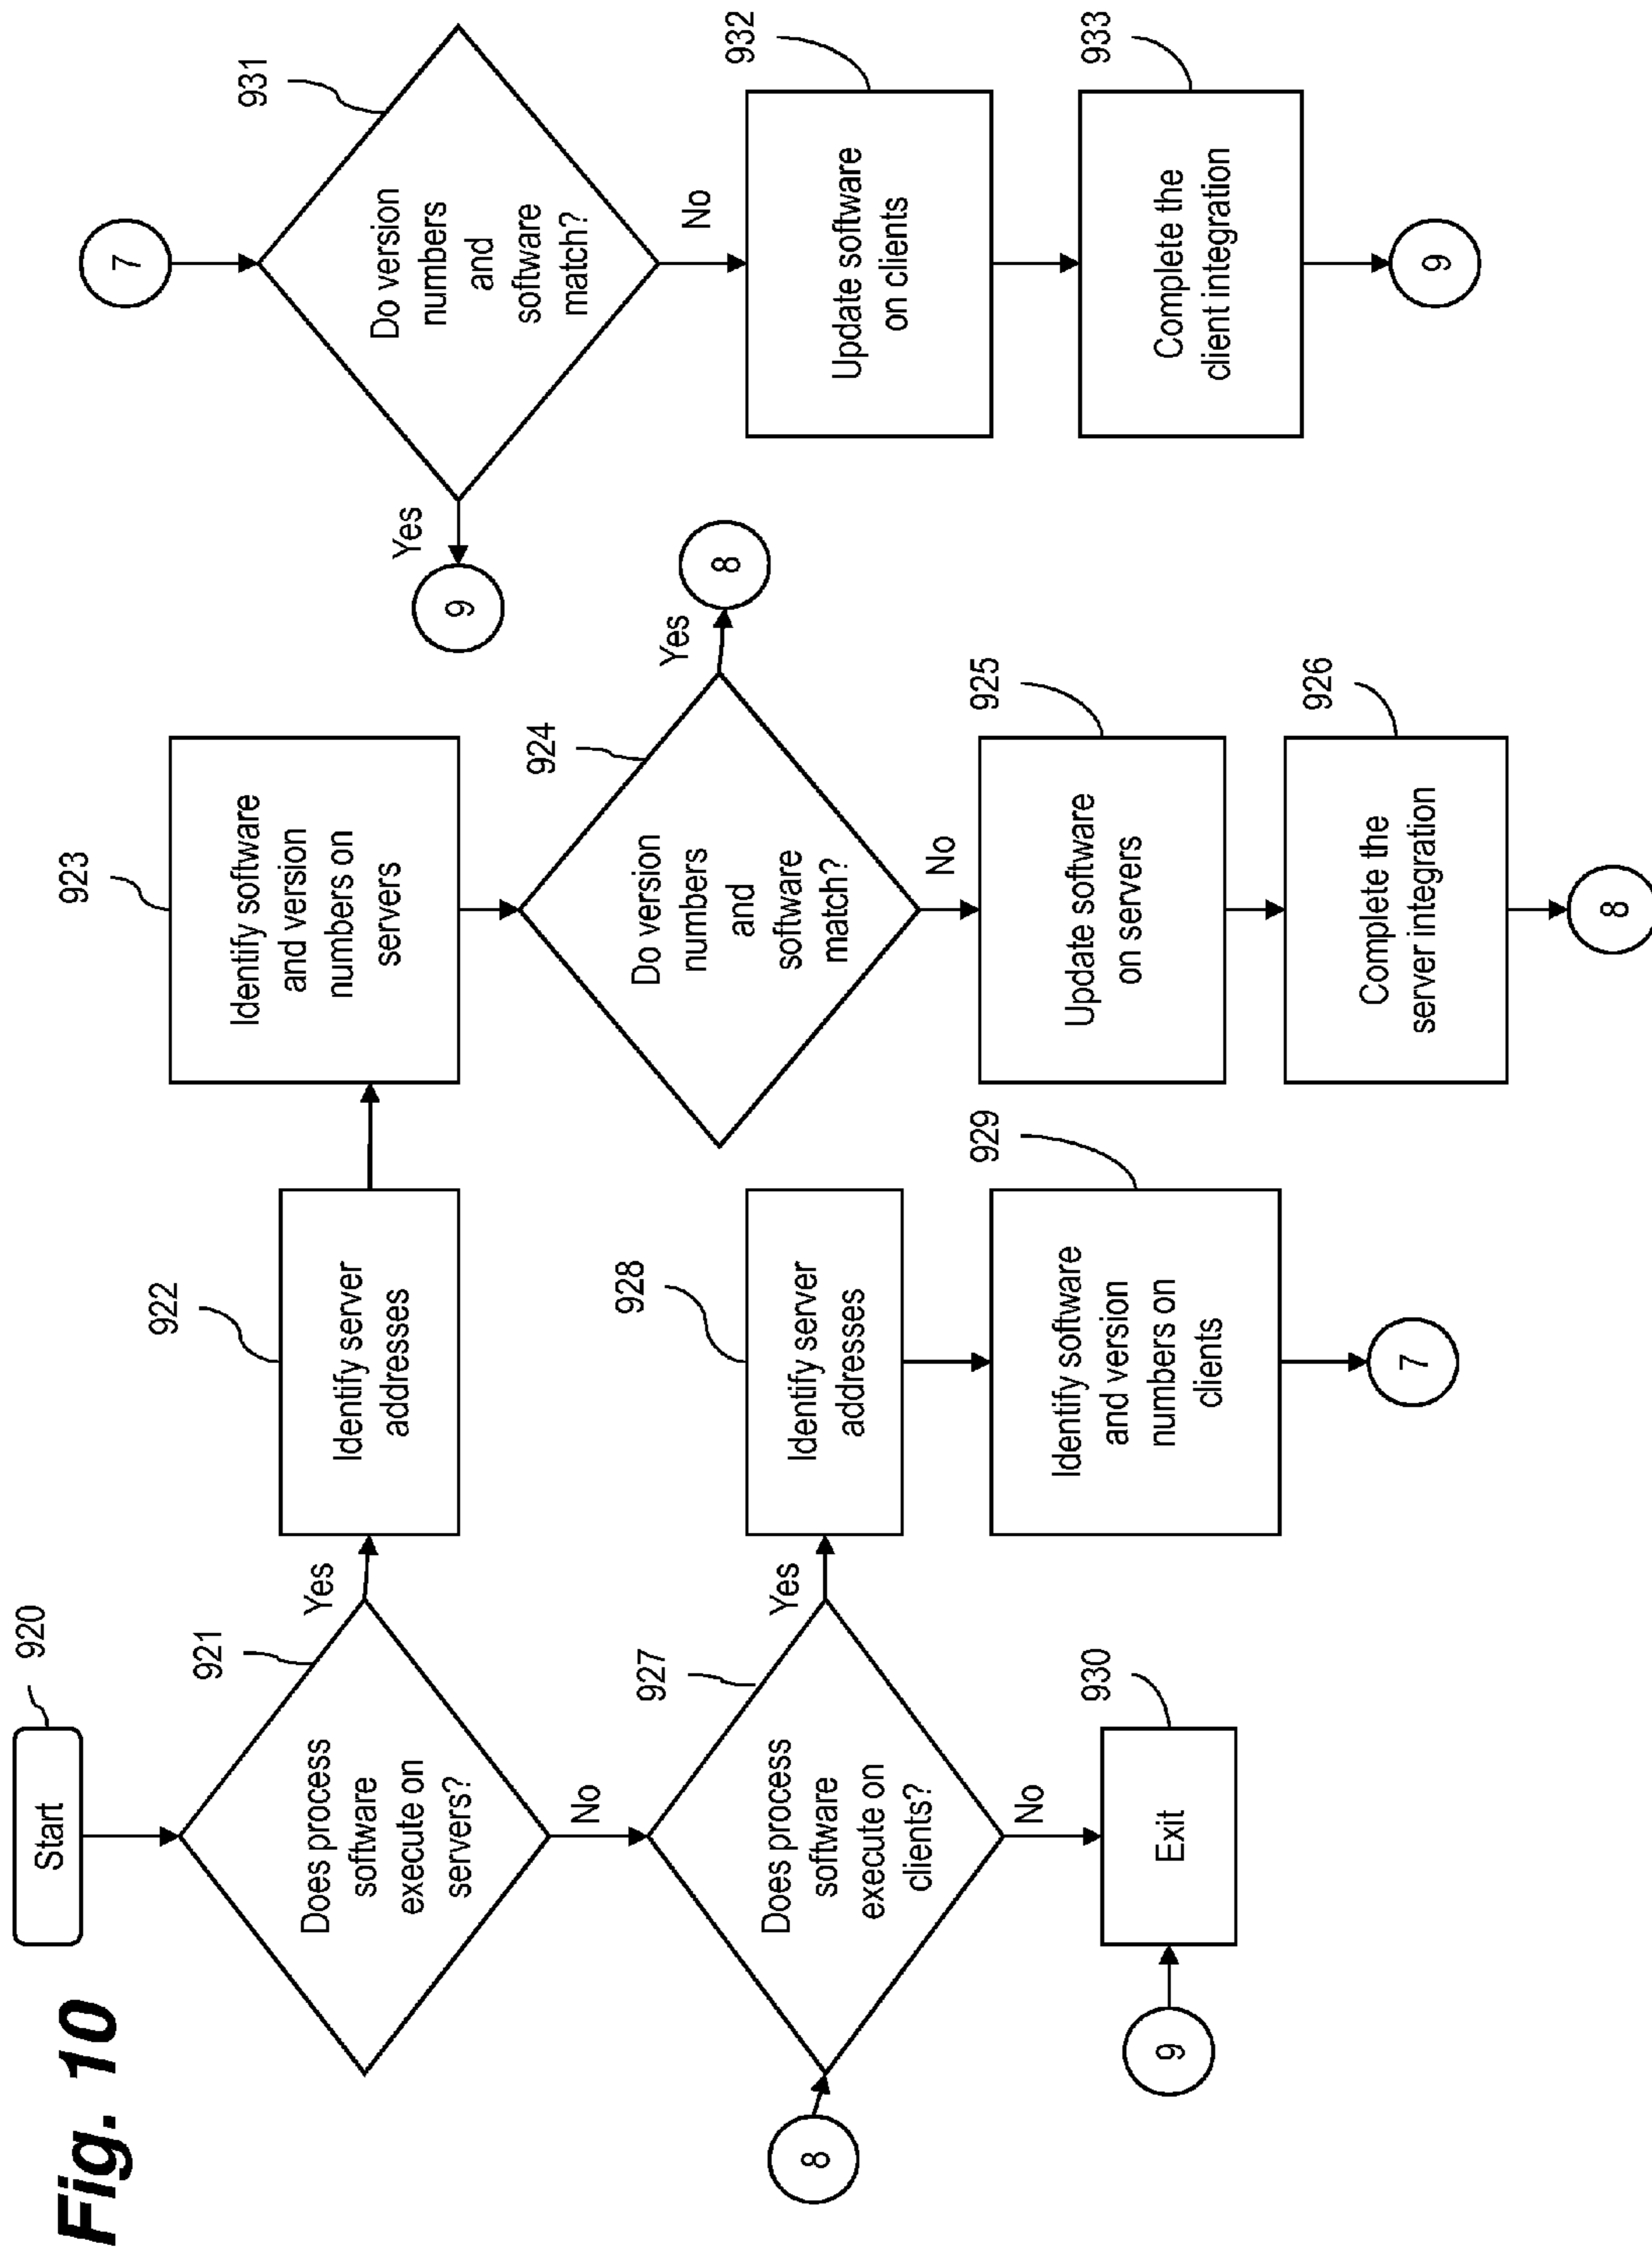 Fig. 10
Start
920
Does process
software
execute on
servers?
921
Yes
No
Identify server
addresses
922
Identify software
and version
numbers on
servers
923
Do version
numbers
and
software
match?
924
Yes
8
No
Update software
on servers
925
Complete the
server integration
926
8
8
Does process
software
execute on
clients?
927
Yes
No
Identify server
addresses
928
Identify software
and version
numbers on
clients
929
7
9
Exit
930
7
Do version
numbers
and
software
match?
931
Yes
9
No
Update software
on clients
932
Complete the
client integration
933
9